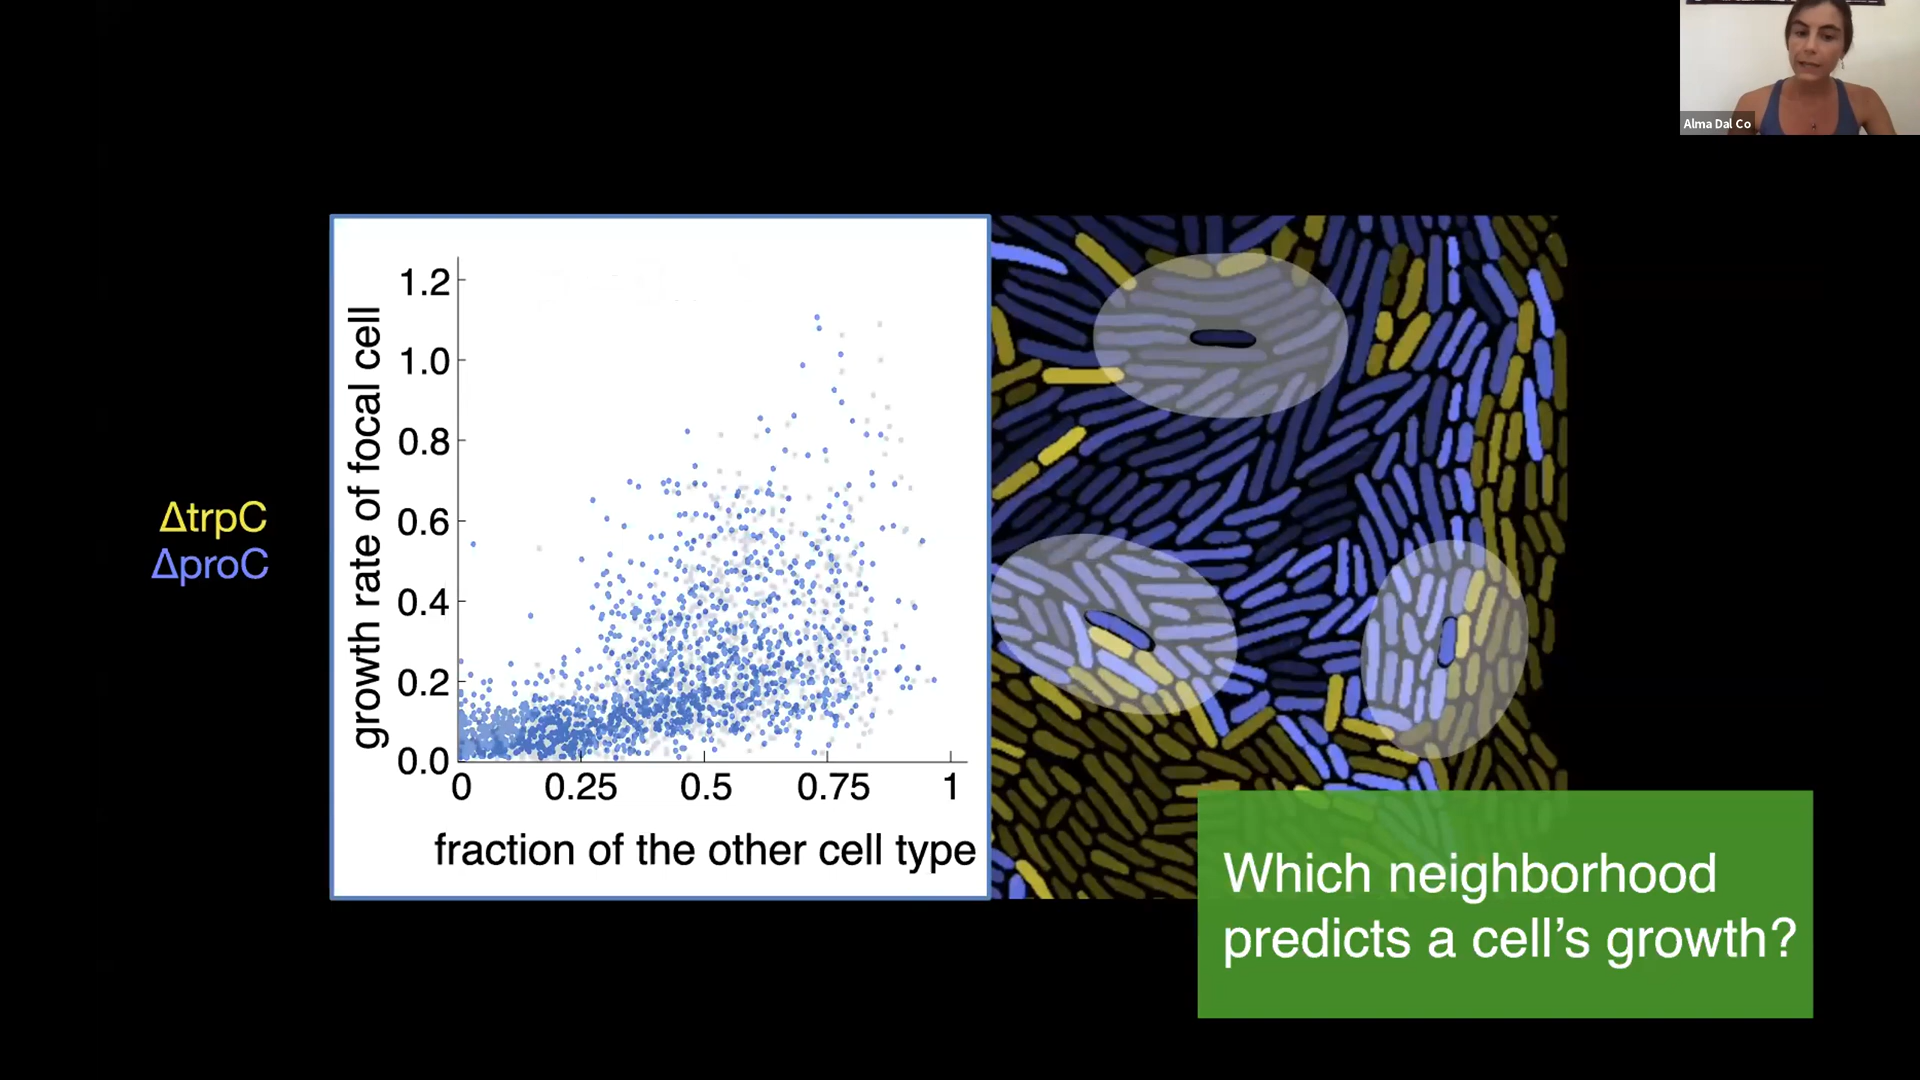 Alma Dal Co
ΔtrpC
ΔproC
growth rate of focal cell
1.2
1.0
0.8
0.6
0.4
0.2
0.0
0 0.25 0.5 0.75 1
fraction of the other cell type
Which neighborhood
predicts a cell’s growth?